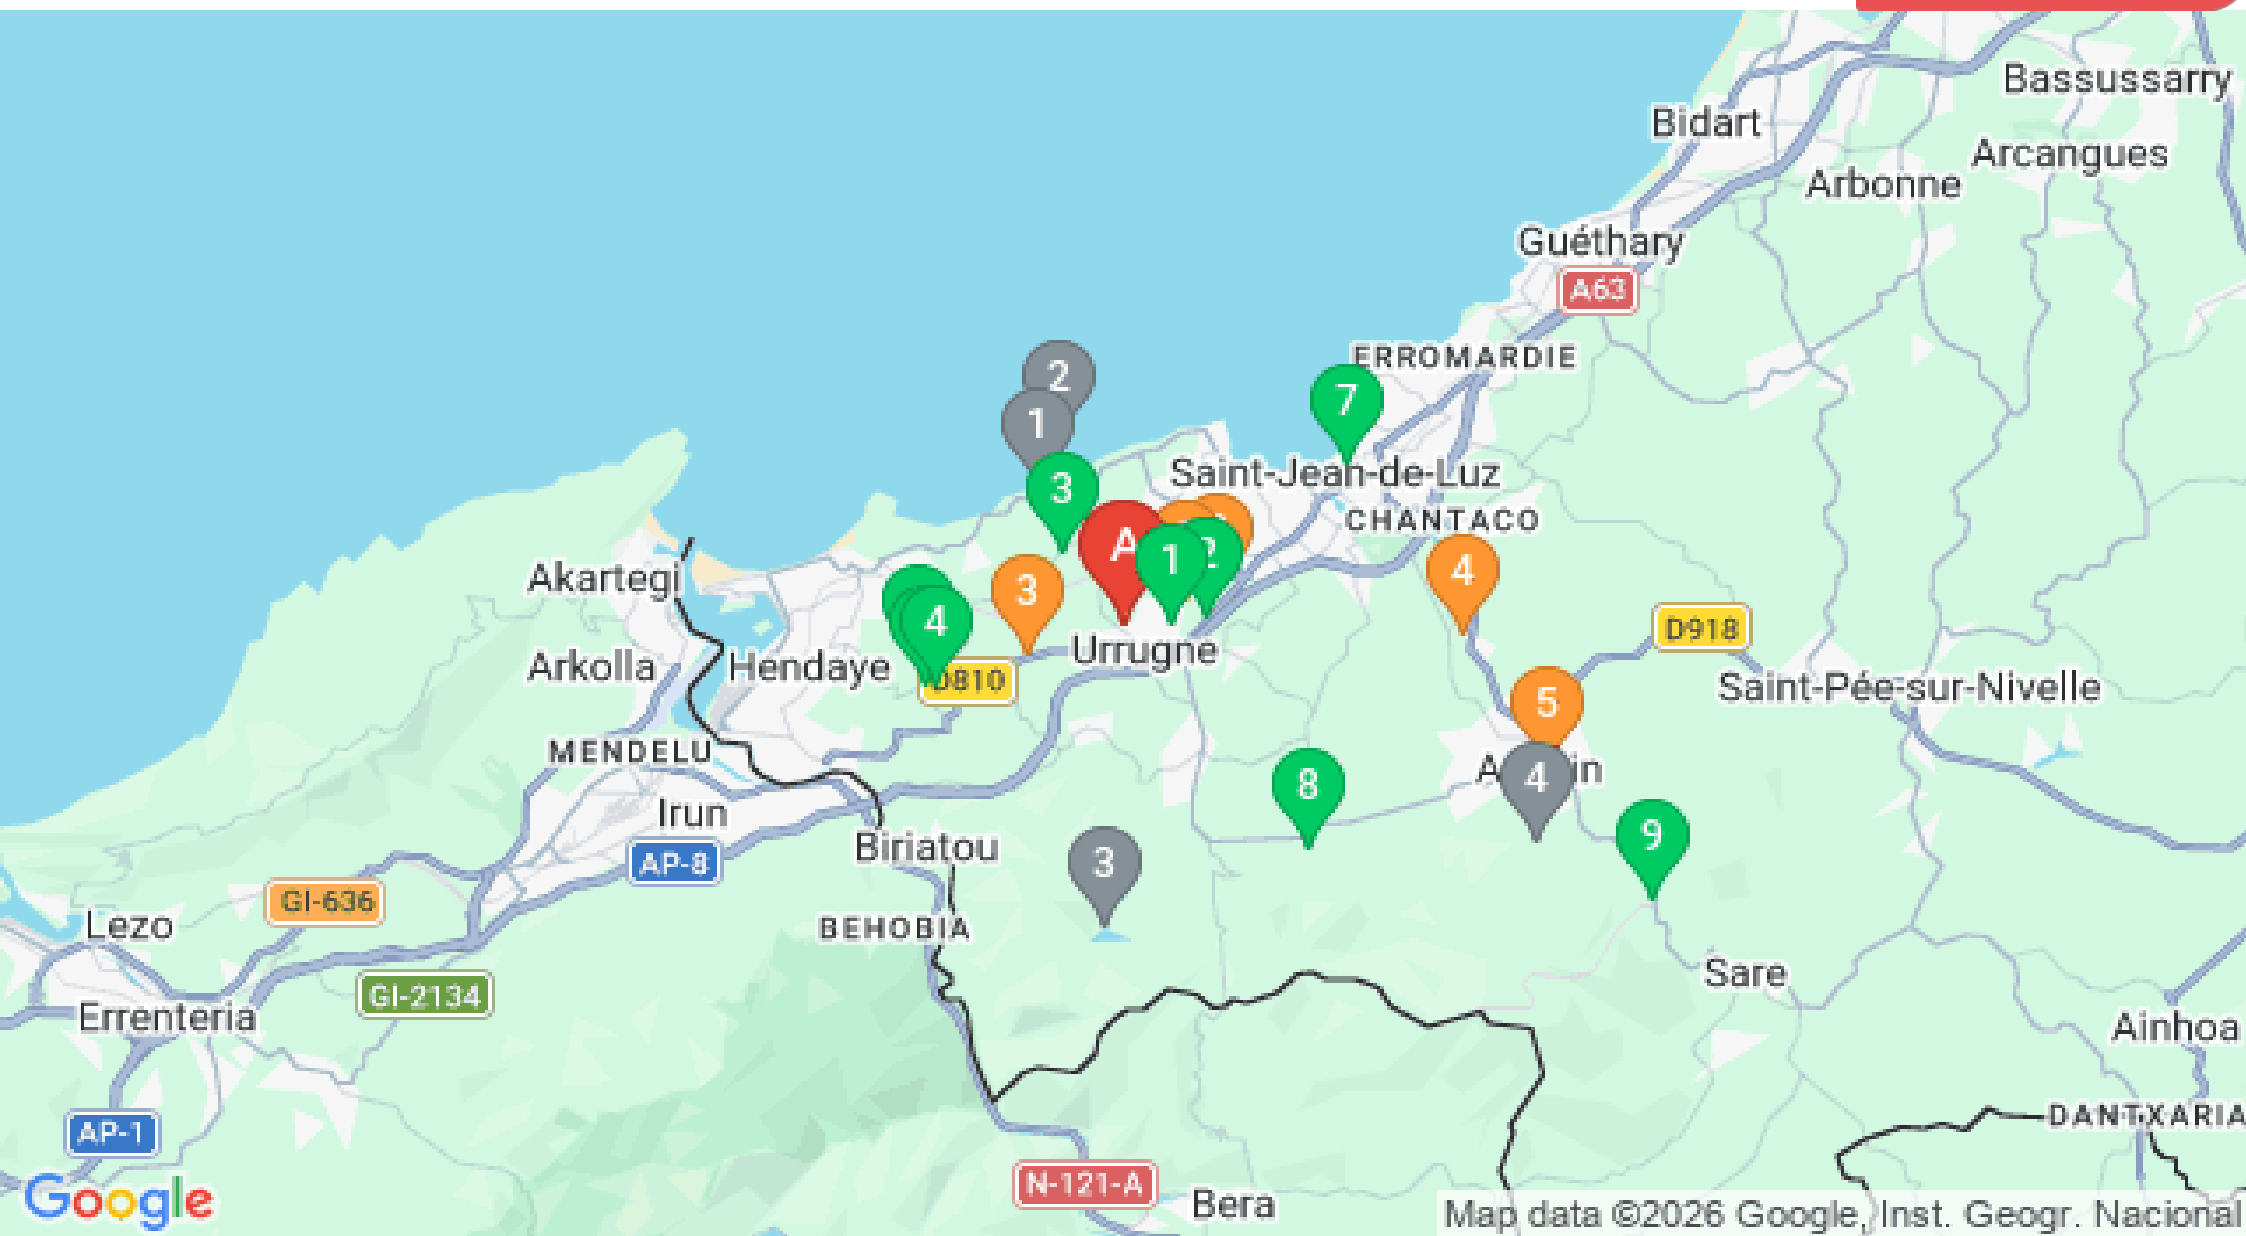 Bassussarry
Bidart
Arcangues
Arbonne
Guéthary
A63
ERROMARDIE
2
7
1
Saint-Jean-de-Luz
3
CHANTACO
A
1
2
4
Akartegi
3
4
D918
Urrugne
Arkolla
Hendaye
D810
Saint-Pée-sur-Nivelle
5
MENDELU
4
8
Irun
9
Biriatou
AP-8
3
GI-636
Lezo
BEHOBIA
Sare
GI-2134
Errenteria
Ainhoa
DANTXARIA
AP-1
N-121-A
Google
Bera
Map data ©2026 Google, Inst. Geogr. Nacional